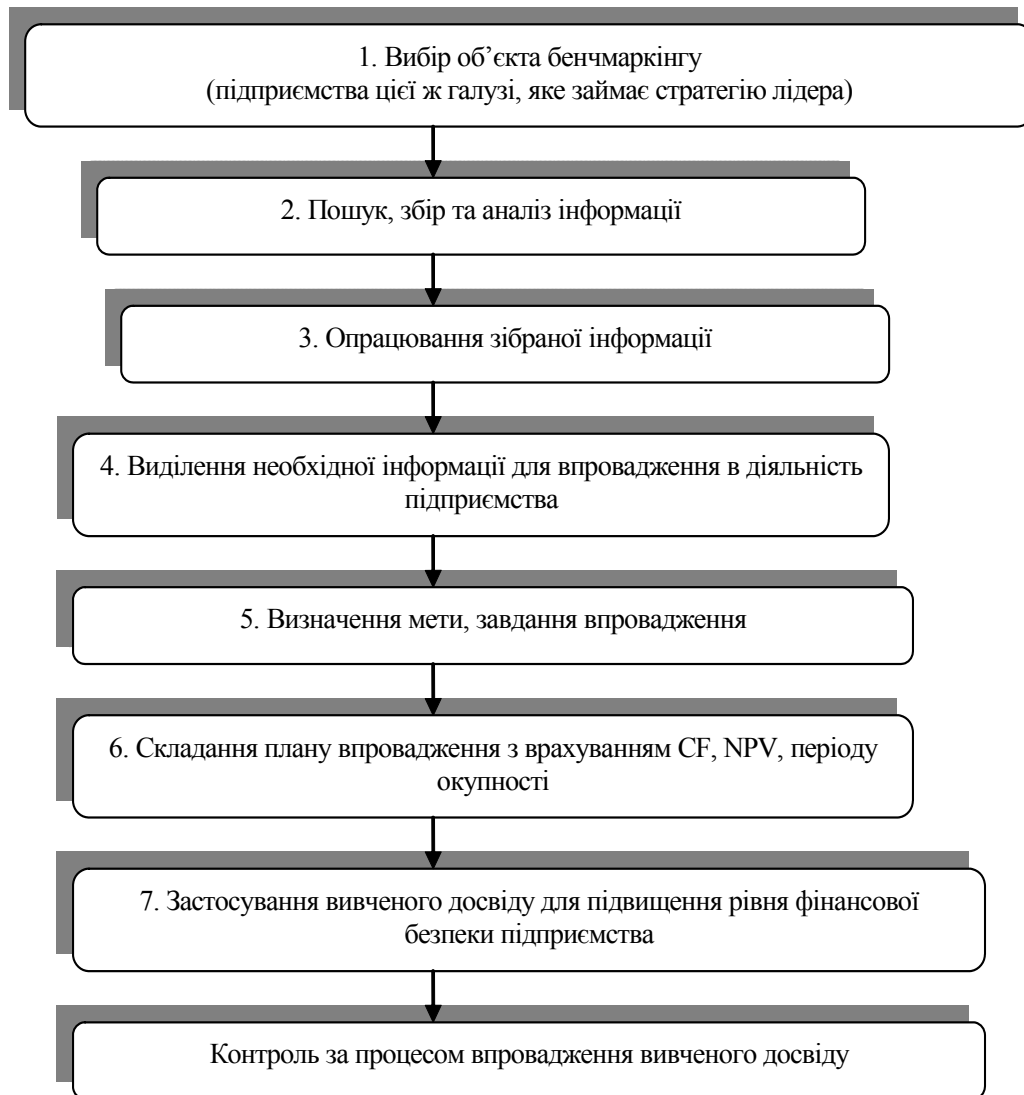 1. Вибір об’єкта бенчмаркінгу
(підприємства цієї ж галузі, яке займає стратегію лідера)
2. Пошук, збір та аналіз інформації
3. Опрацювання зібраної інформації
4. Виділення необхідної інформації для впровадження в діяльність
підприємства
5. Визначення мети, завдання впровадження
6. Складання плану впровадження з врахуванням CF, NPV, періоду
окупності
7. Застосування вивченого досвіду для підвищення рівня фінансової
безпеки підприємства
Контроль за процесом впровадження вивченого досвіду